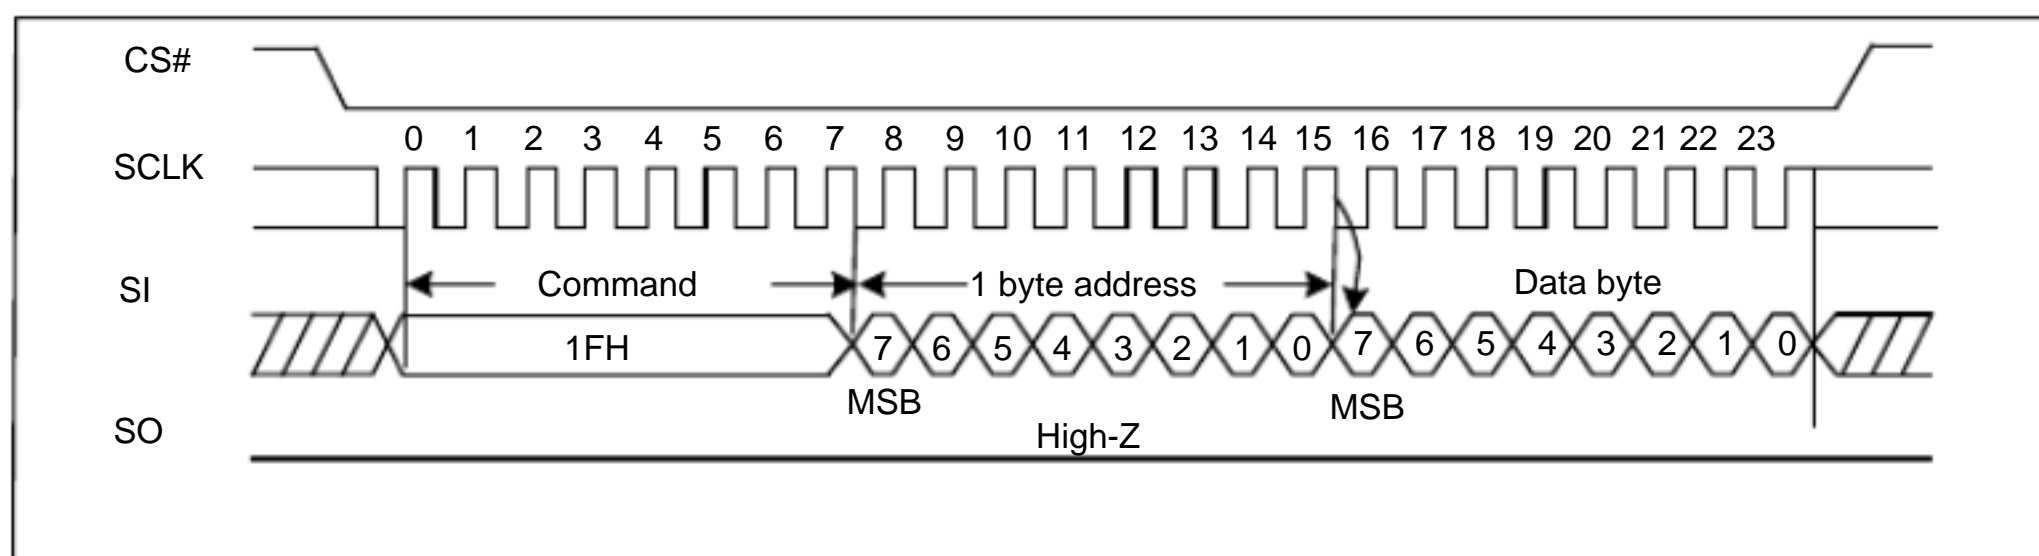 CS#
0 1 2 3 4 5 6 7 8 9 10 11 12 13 14 15 16 17 18 19 20 21 22 23
SCLK
SI
Command 1 byte address Data byte
1FH 7 6 5 4 3 2 1 0 7 6 5 4 3 2 1 0
MSB MSB
SO
High-Z